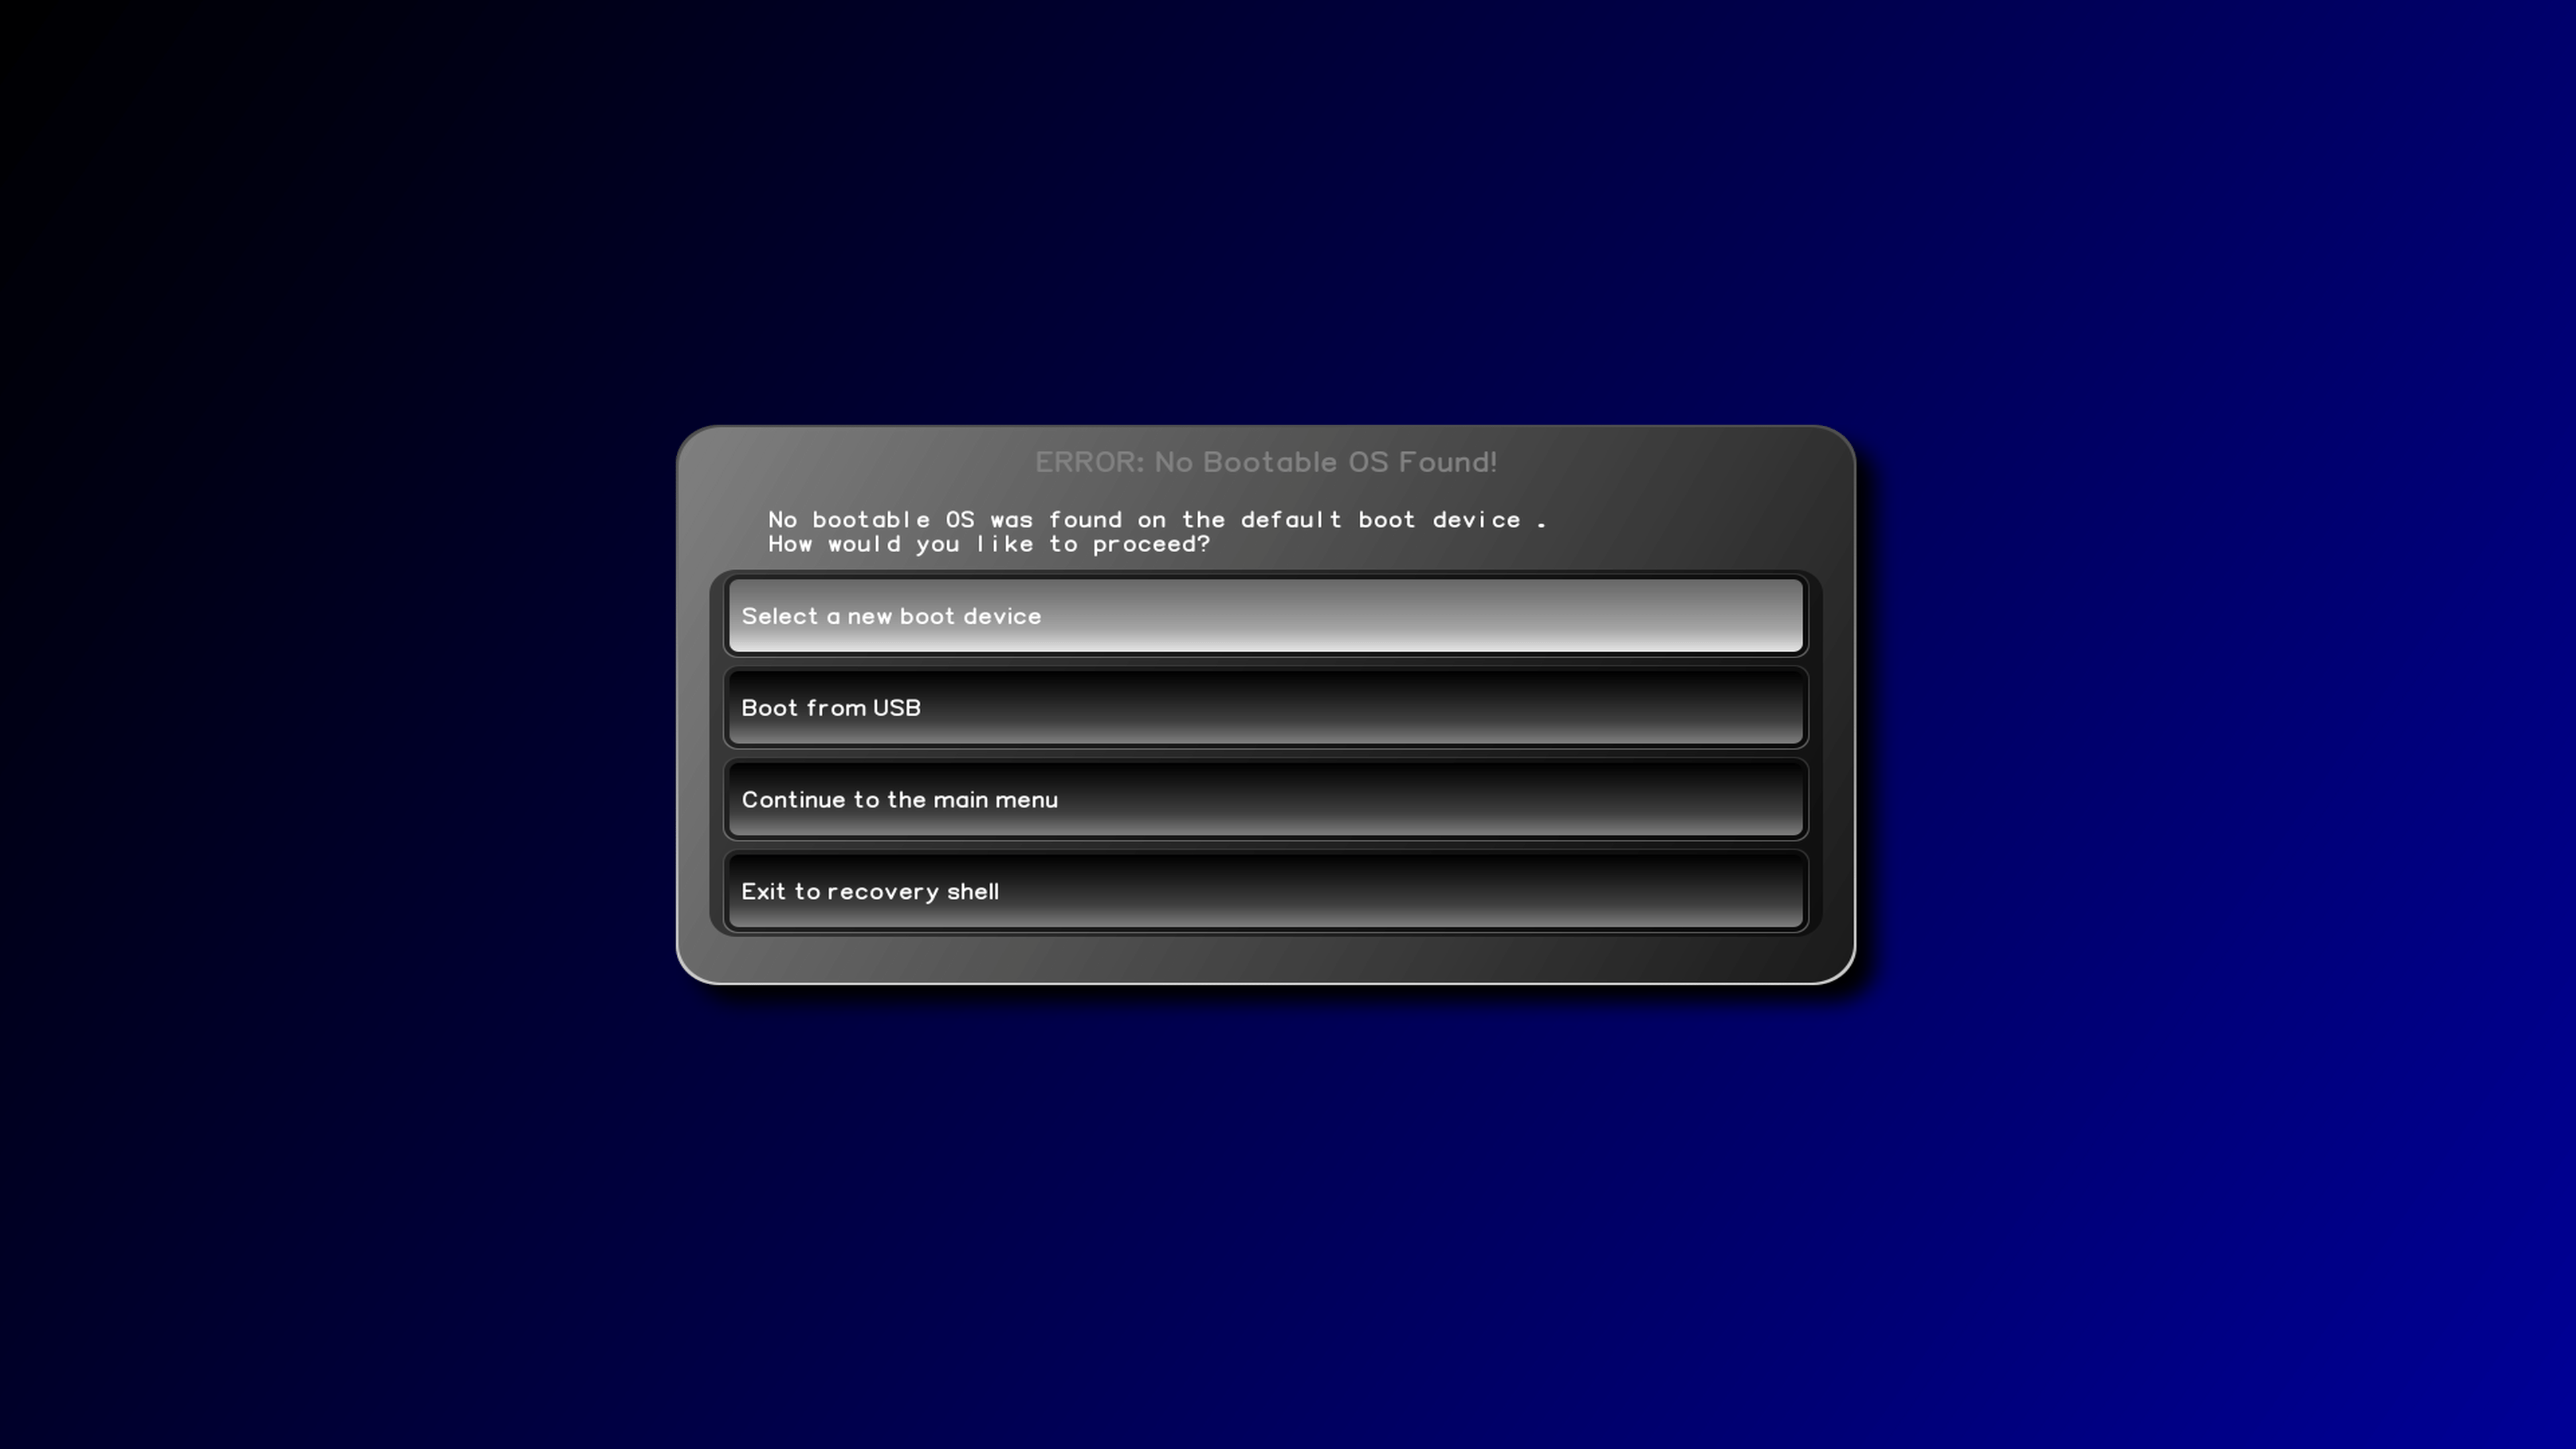 ERROR: No Bootable OS Found!
No bootable OS was found on the default boot device .
How would you like to proceed?
Select a new boot device
Boot from USB
Continue to the main menu
Exit to recovery shell